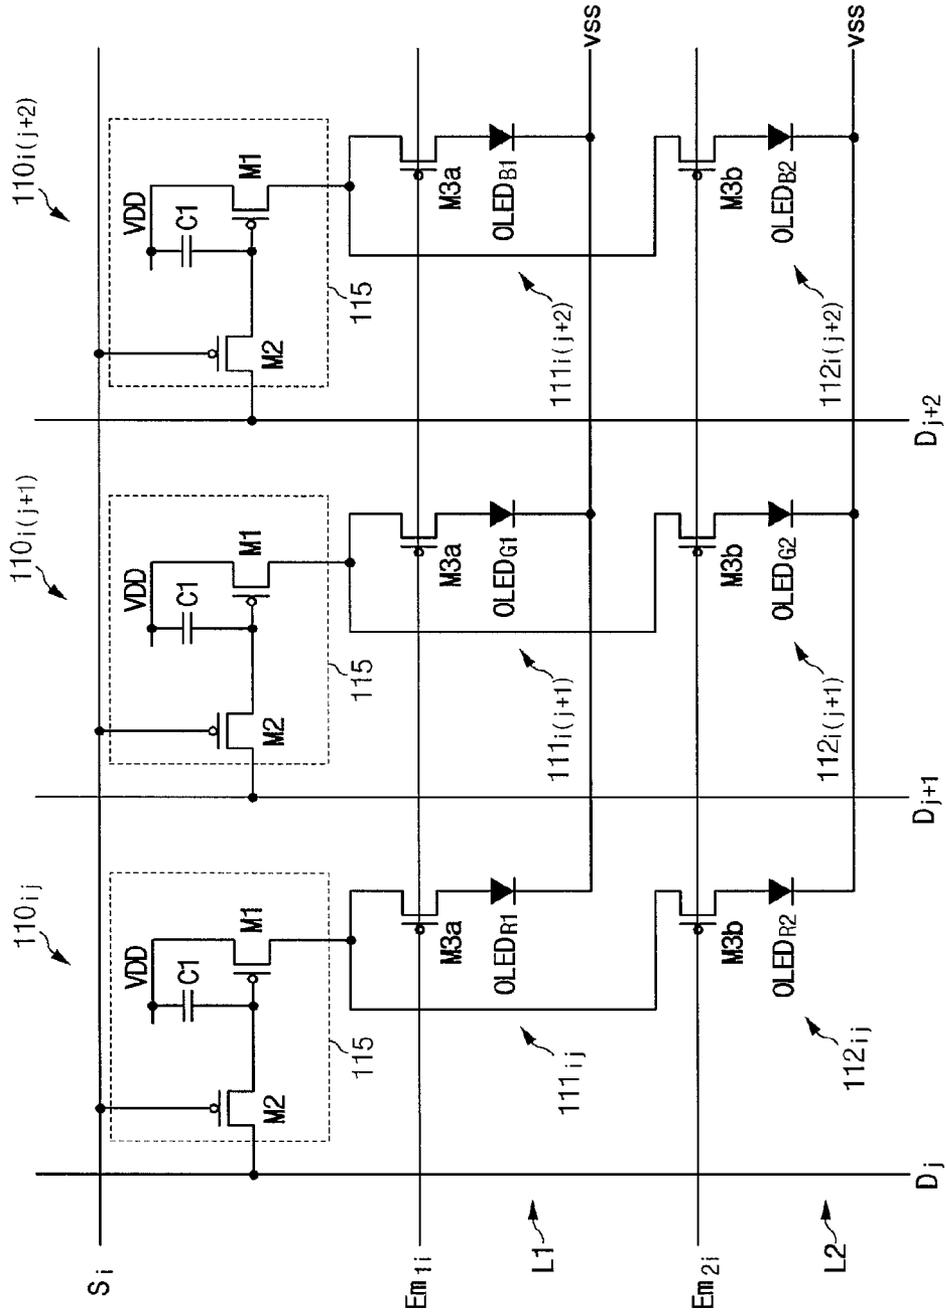 110ij
110i(j+1)
110i(j+2)
Si
VDD
C1
M1
M2
115
VDD
C1
M1
M2
115
VDD
C1
M1
M2
115
Em1i
M3a
OLEDR1
M3a
OLEDG1
M3a
OLEDB1
111ij
111i(j+1)
111i(j+2)
L1
VSS
Em2i
M3b
OLEDR2
M3b
OLEDG2
M3b
OLEDB2
112ij
112i(j+1)
112i(j+2)
L2
VSS
Dj
Dj+1
Dj+2